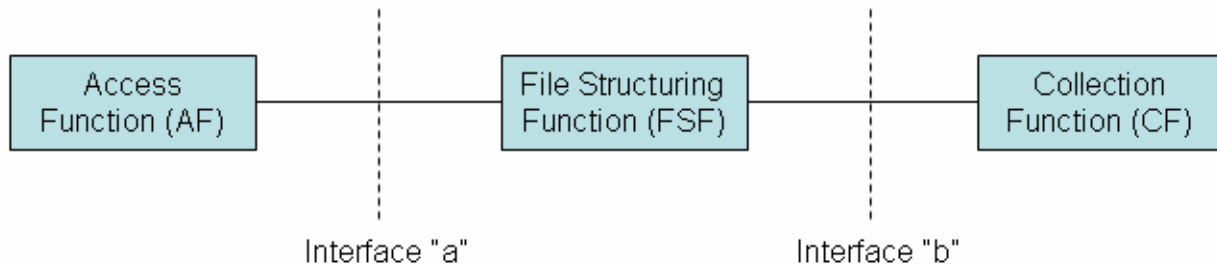 Access
Function (AF)
File Structuring
Function (FSF)
Collection
Function (CF)
Interface "a"
Interface "b"